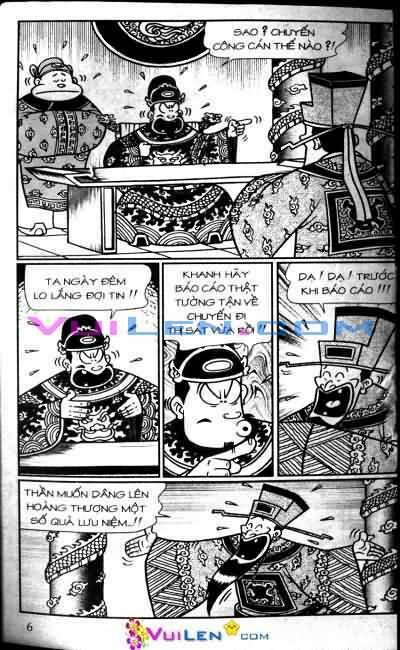 SAO ? CHUYẾN
CÔNG CÁN THẾ NÀO ?!
TA NGÀY ĐÊM
LO LẮNG ĐỢI TIN !!
KHANH HÃY
BÁO CÁO THẬT
TƯỜNG TẬN VỀ
CHUYẾN ĐI
THỊ SÁT VỪA RỒI !
DẠ ! DẠ ! TRƯỚC
KHI BÁO CÁO !!!
VUILEN.COM
THẦN MUỐN DÂNG LÊN
HOÀNG THƯỢNG MỘT
SỐ QUÀ LƯU NIỆM..!!
6
VUILEN COM